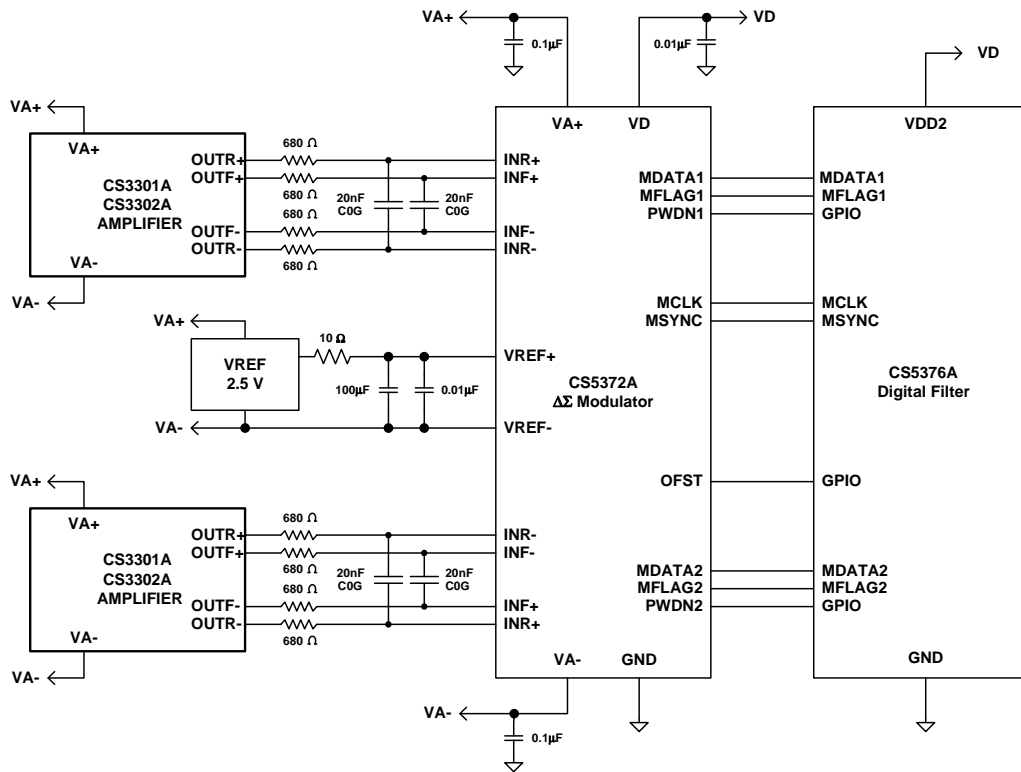 VA+
VD
0.1µF
0.01µF
VD
VA+
VA+
VD
VDD2
VA+
CS3301A
CS3302A
AMPLIFIER
VA-
OUTR+
OUTF+
OUTF-
OUTR-
680 Ω
680 Ω
680 Ω
680 Ω
20nF
C0G
20nF
C0G
INR+
INF+
INF-
INR-
MDATA1
MFLAG1
PWDN1
MDATA1
MFLAG1
GPIO
VA-
MCLK
MSYNC
MCLK
MSYNC
VA+
VREF
2.5 V
10 Ω
VREF+
100µF
0.01µF
VA-
VREF-
CS5372A
ΔΣ Modulator
CS5376A
Digital Filter
OFST
GPIO
VA+
VA+
CS3301A
CS3302A
AMPLIFIER
VA-
OUTR+
OUTF+
OUTF-
OUTR-
680 Ω
680 Ω
680 Ω
680 Ω
20nF
C0G
20nF
C0G
INR-
INF-
INF+
INR+
MDATA2
MFLAG2
PWDN2
MDATA2
MFLAG2
GPIO
VA-
VA-
GND
GND
VA-
0.1µF